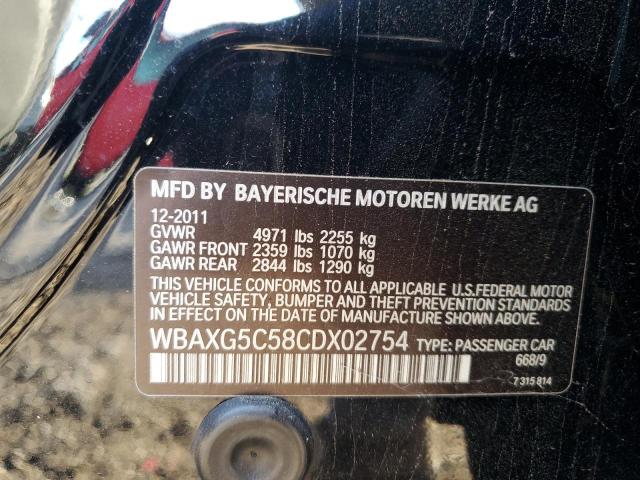 MFD BY BAYERISCHE MOTOREN WERKE AG
12-2011
GVWR 4971 lbs 2255 kg
GAWR FRONT 2359 lbs 1070 kg
GAWR REAR 2844 lbs 1290 kg
THIS VEHICLE CONFORMS TO ALL APPLICABLE U.S.FEDERAL MOTOR
VEHICLE SAFETY, BUMPER AND THEFT PREVENTION STANDARDS
IN EFFECT ON THE DATE OF MANUFACTURE SHOWN ABOVE.
WBAXG5C58CDX02754 TYPE: PASSENGER CAR
668/9
7 315 814